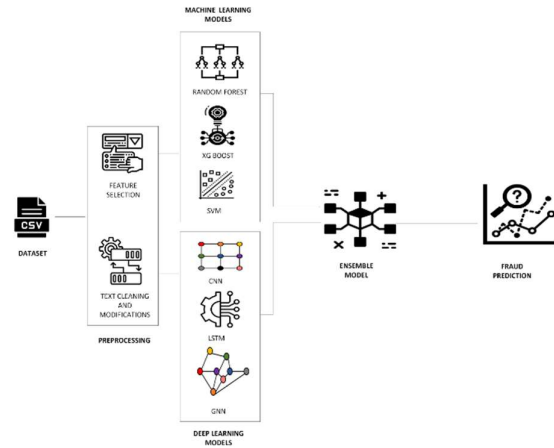 MACHINE LEARNING
MODELS
RANDOM FOREST
XG BOOST
SVM
FEATURE
SELECTION
CSV
DATASET
TEXT CLEANING
AND
MODIFICATIONS
PREPROCESSING
CNN
LSTM
GNN
DEEP LEARNING
MODELS
ENSEMBLE
MODEL
?
FRAUD
PREDICTION